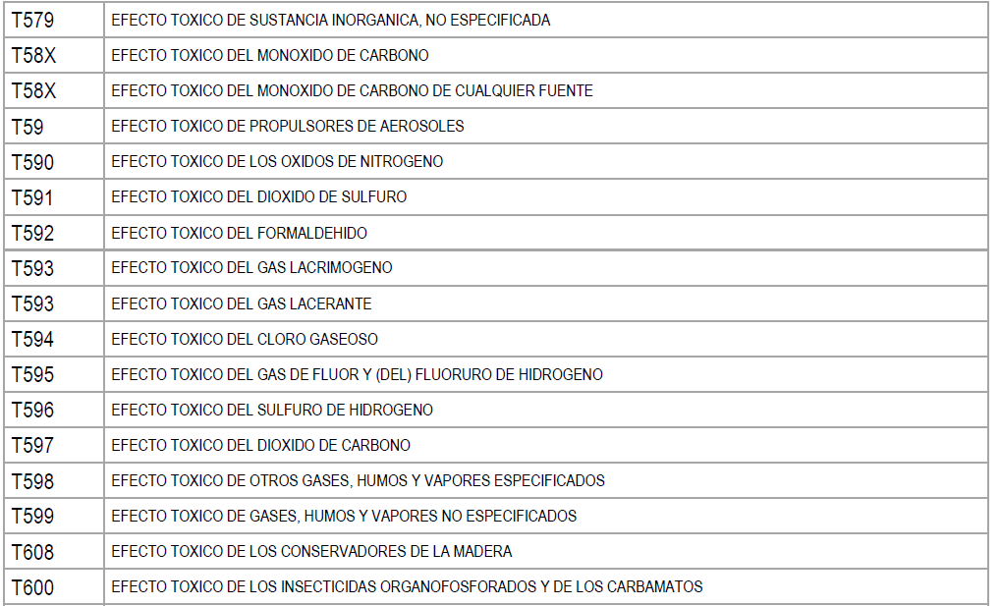 T579 EFECTO TOXICO DE SUSTANCIA INORGANICA, NO ESPECIFICADA
T58X EFECTO TOXICO DEL MONOXIDO DE CARBONO
T58X EFECTO TOXICO DEL MONOXIDO DE CARBONO DE CUALQUIER FUENTE
T59 EFECTO TOXICO DE PROPULSORES DE AEROSOLES
T590 EFECTO TOXICO DE LOS OXIDOS DE NITROGENO
T591 EFECTO TOXICO DEL DIOXIDO DE SULFURO
T592 EFECTO TOXICO DEL FORMALDEHIDO
T593 EFECTO TOXICO DEL GAS LACRIMOGENO
T593 EFECTO TOXICO DEL GAS LACERANTE
T594 EFECTO TOXICO DEL CLORO GASEOSO
T595 EFECTO TOXICO DEL GAS DE FLUOR Y (DEL) FLUORURO DE HIDROGENO
T596 EFECTO TOXICO DEL SULFURO DE HIDROGENO
T597 EFECTO TOXICO DEL DIOXIDO DE CARBONO
T598 EFECTO TOXICO DE OTROS GASES, HUMOS Y VAPORES ESPECIFICADOS
T599 EFECTO TOXICO DE GASES, HUMOS Y VAPORES NO ESPECIFICADOS
T608 EFECTO TOXICO DE LOS CONSERVADORES DE LA MADERA
T600 EFECTO TOXICO DE LOS INSECTICIDAS ORGANOFOSFORADOS Y DE LOS CARBAMATOS